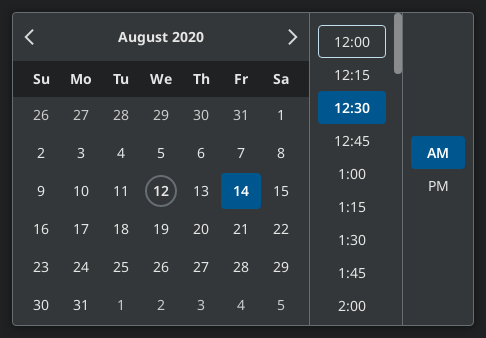 August 2020
Su Mo Tu We Th Fr Sa
26 27 28 29 30 31 1
2 3 4 5 6 7 8
9 10 11 12 13 14 15
16 17 18 19 20 21 22
23 24 25 26 27 28 29
30 31 1 2 3 4 5
12:00
12:15
12:30
12:45
1:00
1:15
1:30
1:45
2:00
AM
PM